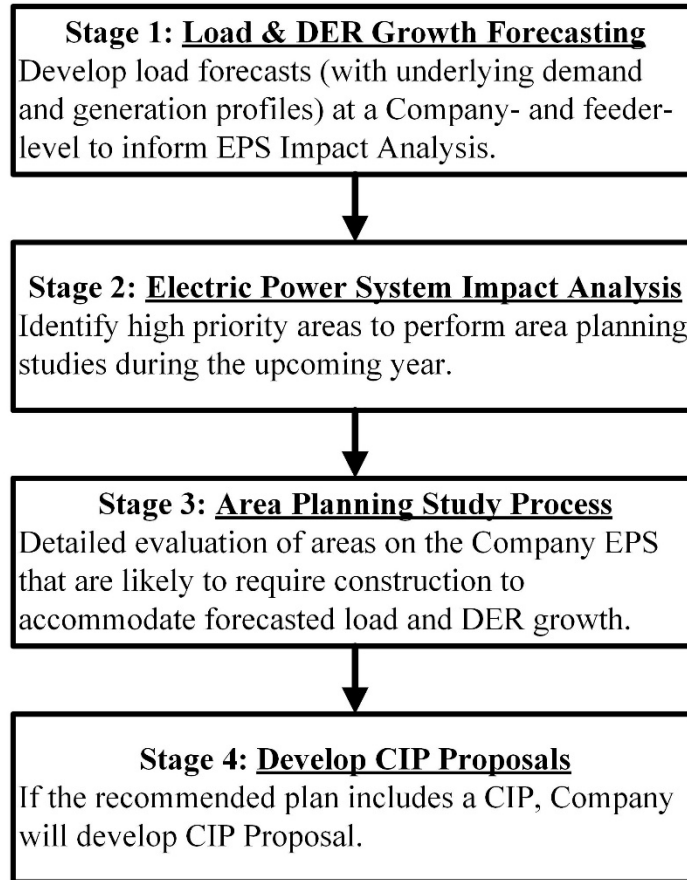 Stage 1: Load & DER Growth Forecasting
Develop load forecasts (with underlying demand
and generation profiles) at a Company- and feeder-
level to inform EPS Impact Analysis.
Stage 2: Electric Power System Impact Analysis
Identify high priority areas to perform area planning
studies during the upcoming year.
Stage 3: Area Planning Study Process
Detailed evaluation of areas on the Company EPS
that are likely to require construction to
accommodate forecasted load and DER growth.
Stage 4: Develop CIP Proposals
If the recommended plan includes a CIP, Company
will develop CIP Proposal.